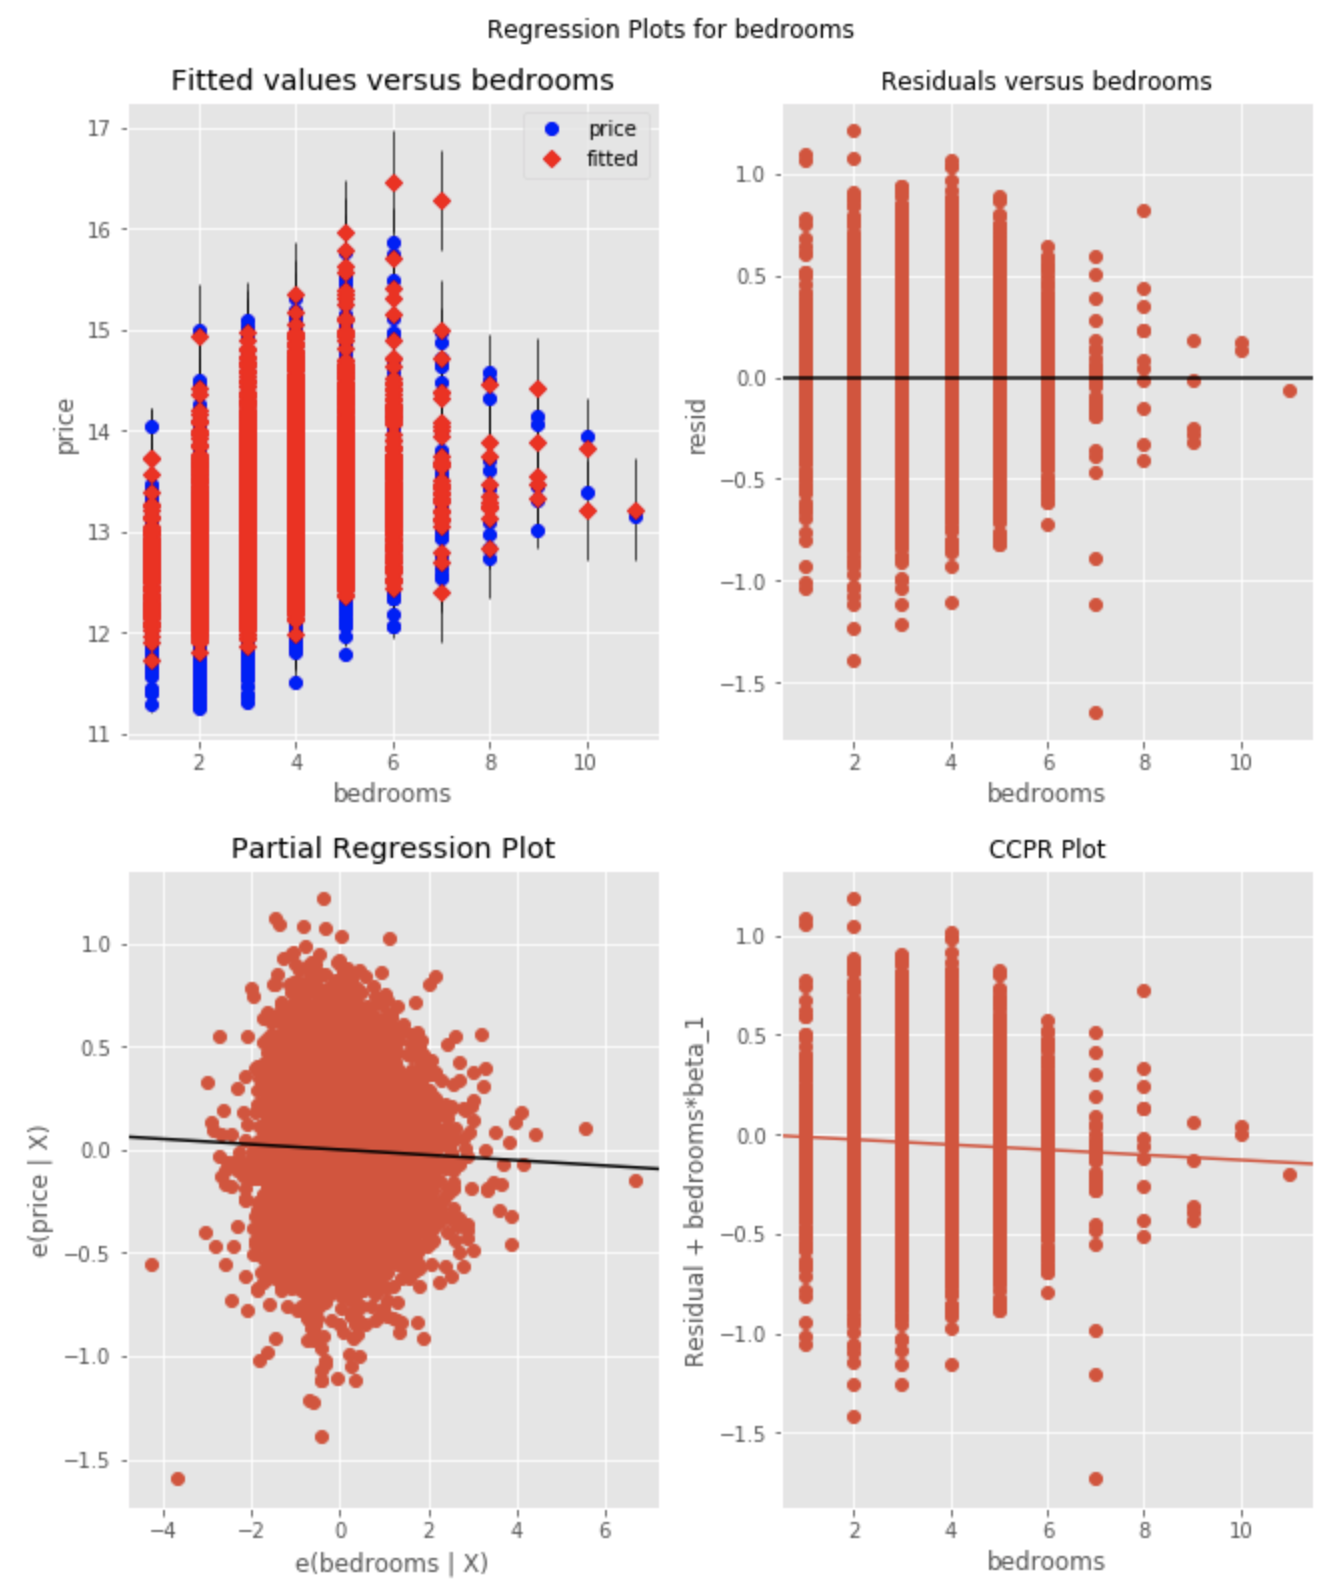 Regression Plots for bedrooms
Fitted values versus bedrooms
price
fitted
17
16
15
14
13
12
11
price
2 4 6 8 10
bedrooms
Residuals versus bedrooms
1.0
0.5
0.0
−0.5
−1.0
−1.5
resid
2 4 6 8 10
bedrooms
Partial Regression Plot
1.0
0.5
0.0
−0.5
−1.0
−1.5
e(price | X)
−4 −2 0 2 4 6
e(bedrooms | X)
CCPR Plot
1.0
0.5
0.0
−0.5
−1.0
−1.5
Residual + bedrooms*beta_1
2 4 6 8 10
bedrooms